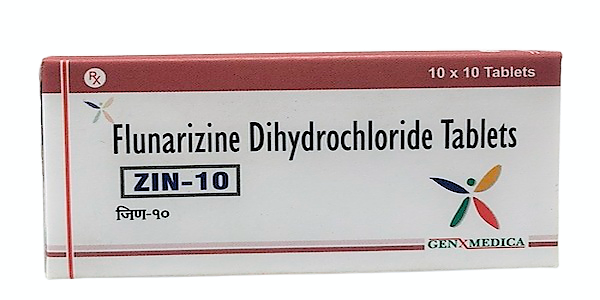 Rx
10 x 10 Tablets
Flunarizine Dihydrochloride Tablets
ZIN-10
जिण-१०
GENXMEDICA